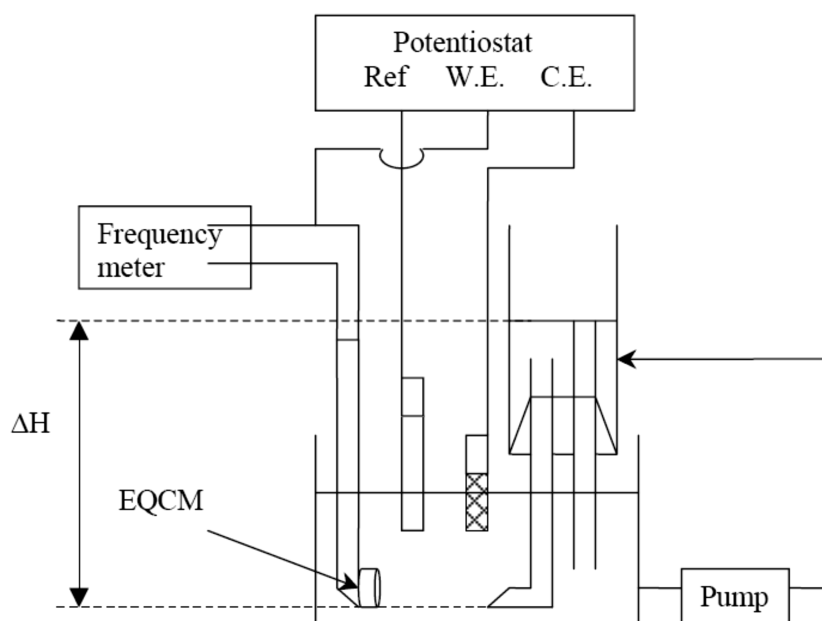 Potentiostat
Ref W.E. C.E.
Frequency
meter
ΔH
EQCM
Pump